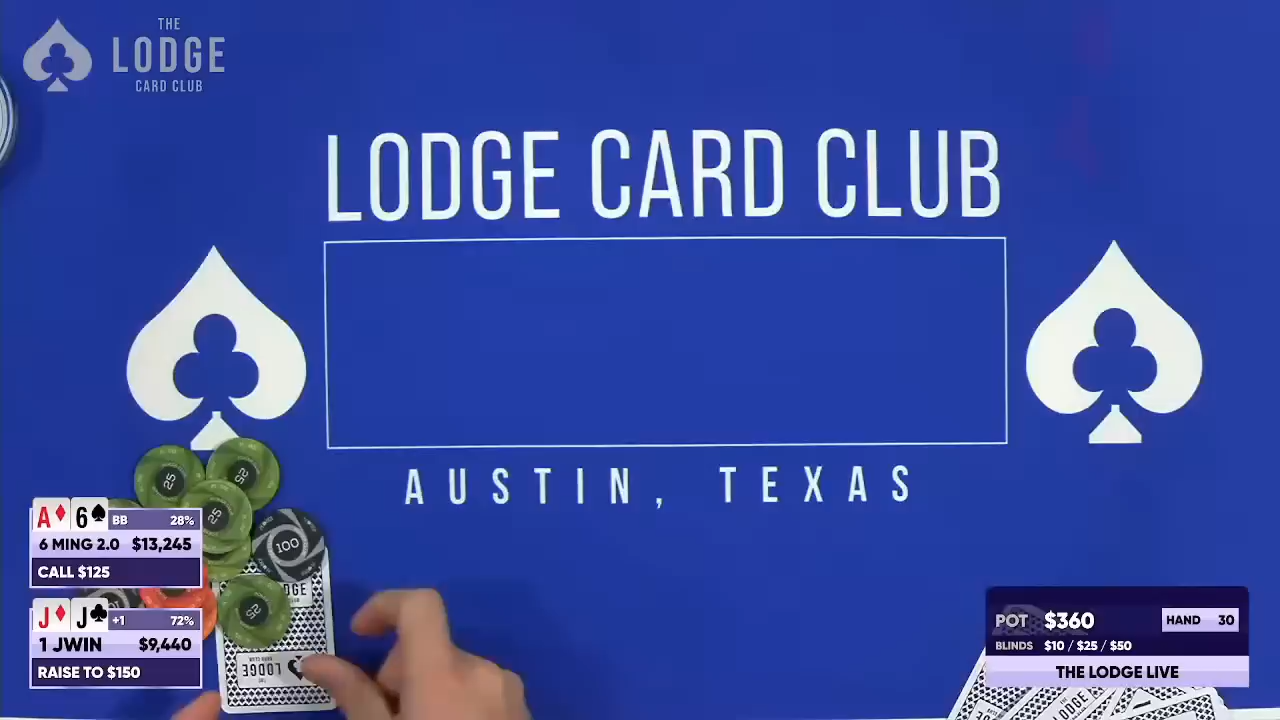 THE
LODGE
CARD CLUB
LODGE CARD CLUB
AUSTIN, TEXAS
25
25
25
100
25
A♦ 6♠ BB 28%
6 MING 2.0 $13,245
CALL $125
J♦ J♣ +1 72%
1 JWIN $9,440
RAISE TO $150
THE
LODGE
POT $360 HAND 30
BLINDS $10 / $25 / $50
THE LODGE LIVE